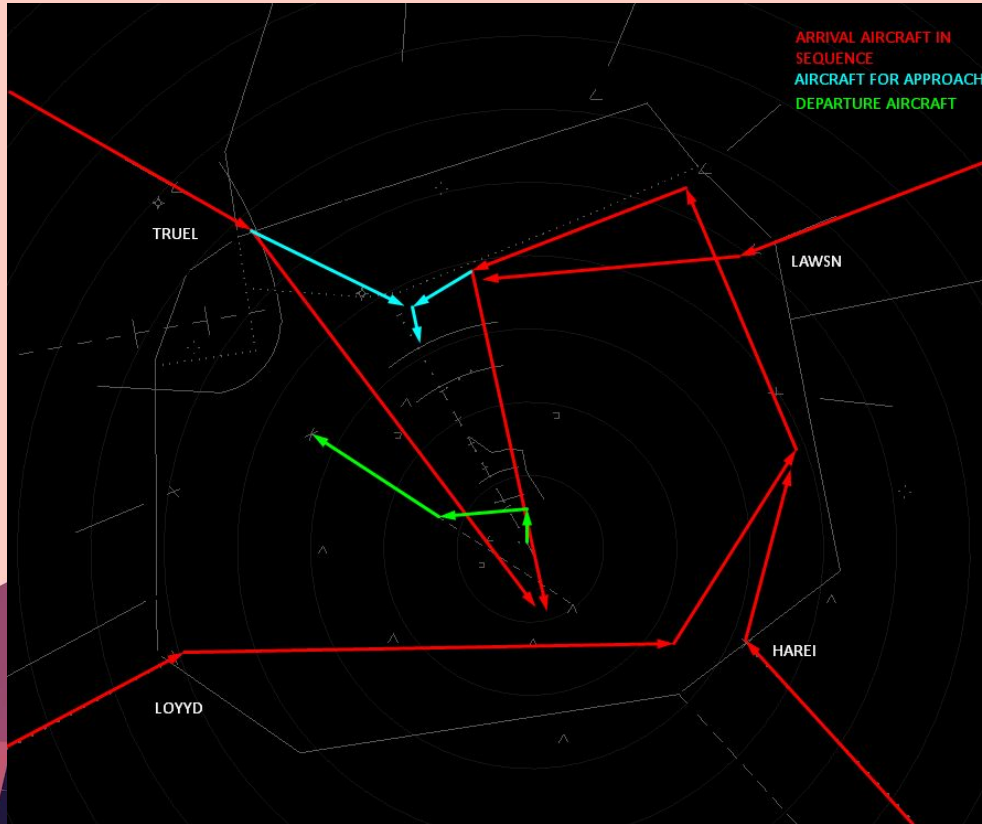 ARRIVAL AIRCRAFT IN
SEQUENCE
AIRCRAFT FOR APPROACH
DEPARTURE AIRCRAFT
TRUEL
LAWSN
HAREI
LOYYD